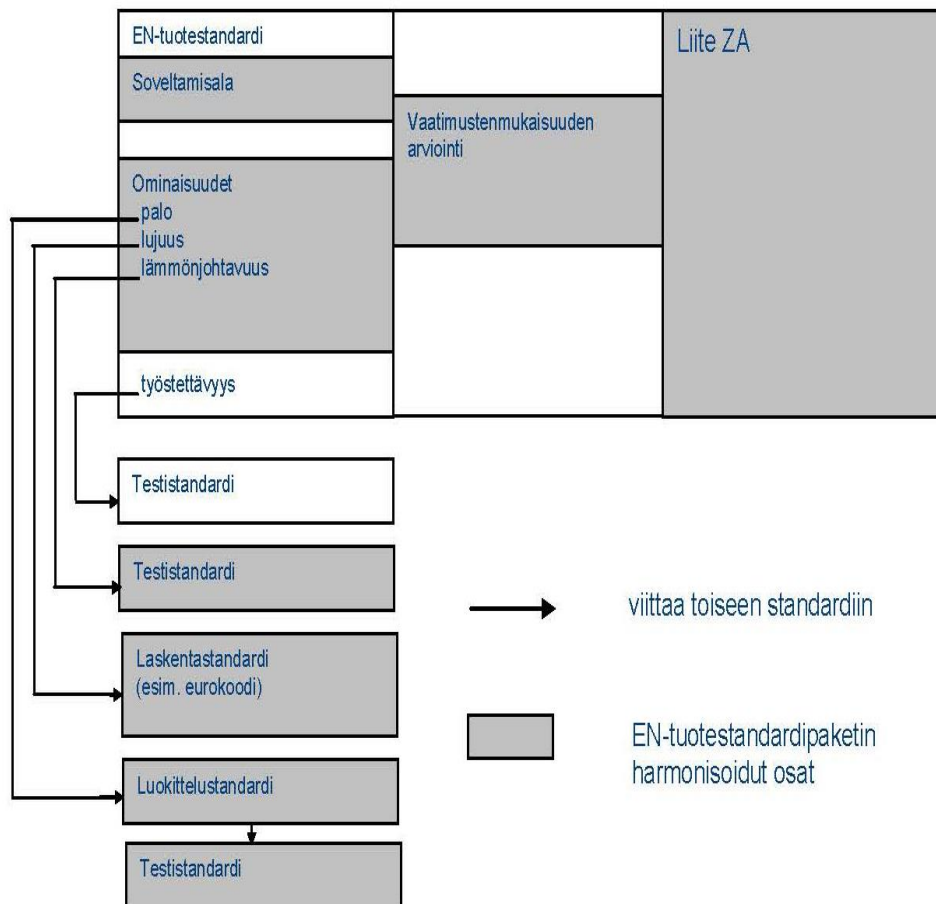 EN-tuotestandardi
Soveltamisala
Ominaisuudet
palo
lujuus
lämmönjohtavuus
työstettävyys
Vaatimustenmukaisuuden
arviointi
Liite ZA
Testistandardi
Testistandardi
Laskentastandardi
(esim. eurokoodi)
Luokittelustandardi
Testistandardi
viittaa toiseen standardiin
EN-tuotestandardipaketin
harmonisoidut osat